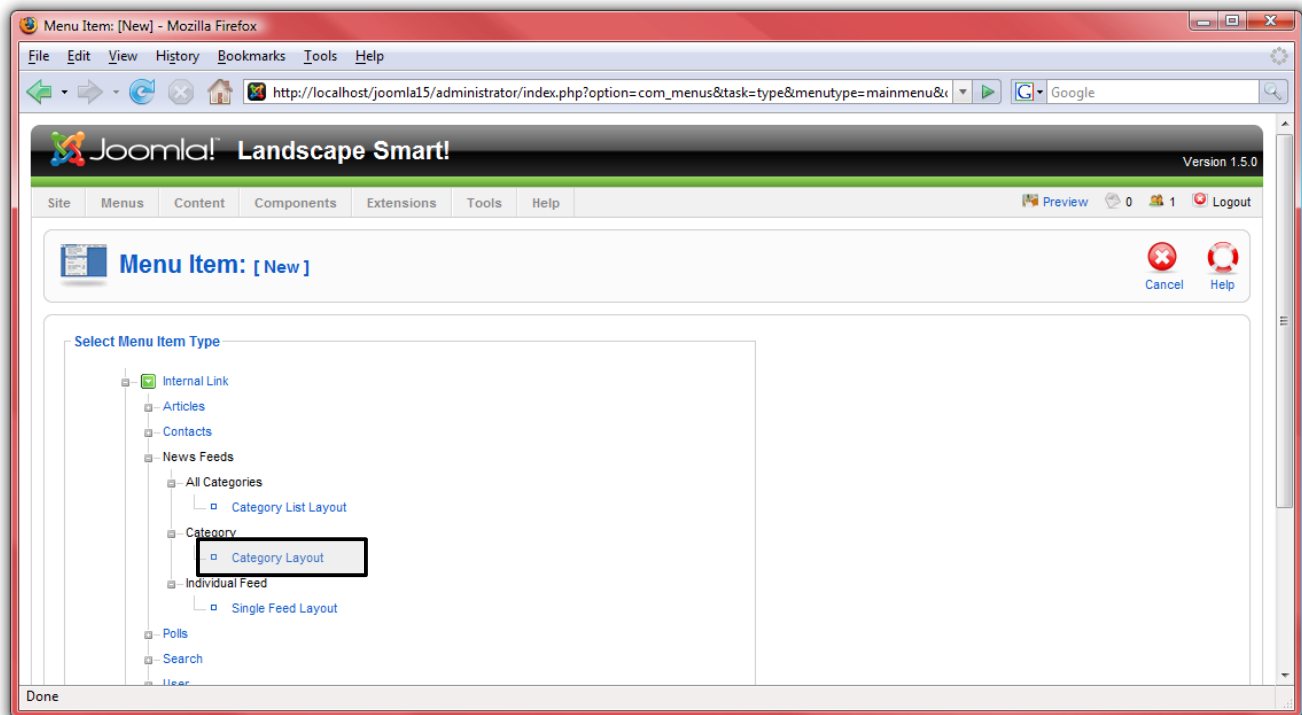 Menu Item: [New] - Mozilla Firefox
File Edit View History Bookmarks Tools Help
http://localhost/joomla15/administrator/index.php?option=com_menus&task=type&menutype=mainmenu& Google
Joomla!™ Landscape Smart!
Version 1.5.0
Site Menus Content Components Extensions Tools Help Preview 0 1 Logout
Menu Item: [ New ]
Cancel Help
Select Menu Item Type
Internal Link
Articles
Contacts
News Feeds
All Categories
Category List Layout
Category
Category Layout
Individual Feed
Single Feed Layout
Polls
Search
User
Done